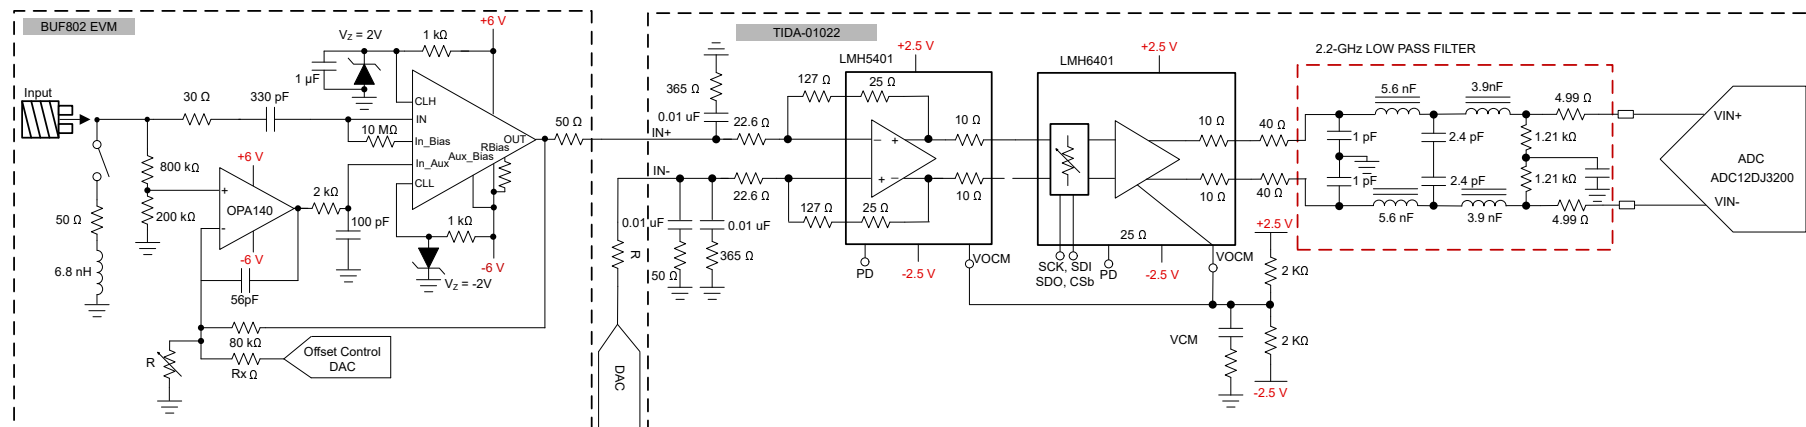 BUF802 EVM
+6 V
V_Z = 2V
1 kΩ
1 µF
CLH
Input
30 Ω
330 pF
IN
10 MΩ
In_Bias
OUT
RBias
Aux_Bias
In_Aux
CLL
50 Ω
800 kΩ
+6 V
+
OPA140
-
2 kΩ
200 kΩ
100 pF
-6 V
50 Ω
6.8 nH
56pF
1 kΩ
-6 V
V_Z = -2V
80 kΩ
Rx Ω
R
Offset Control
DAC
TIDA-01022
365 Ω
0.01 uF
IN+
22.6 Ω
IN-
22.6 Ω
0.01 uF
0.01 uF
50 Ω
365 Ω
R
DAC
+2.5 V
LMH5401
127 Ω
25 Ω
− +
+ −
127 Ω
25 Ω
10 Ω
10 Ω
PD
-2.5 V
VOCM
+2.5 V
LMH6401
10 Ω
10 Ω
40 Ω
40 Ω
25 Ω
SCK, SDI
SDO, CSb
PD
-2.5 V
VOCM
+2.5 V
2 KΩ
2 KΩ
VCM
-2.5 V
2.2-GHz LOW PASS FILTER
5.6 nF
3.9nF
4.99 Ω
1 pF
2.4 pF
1.21 kΩ
1 pF
2.4 pF
1.21 kΩ
5.6 nF
3.9 nF
4.99 Ω
VIN+
ADC
ADC12DJ3200
VIN-